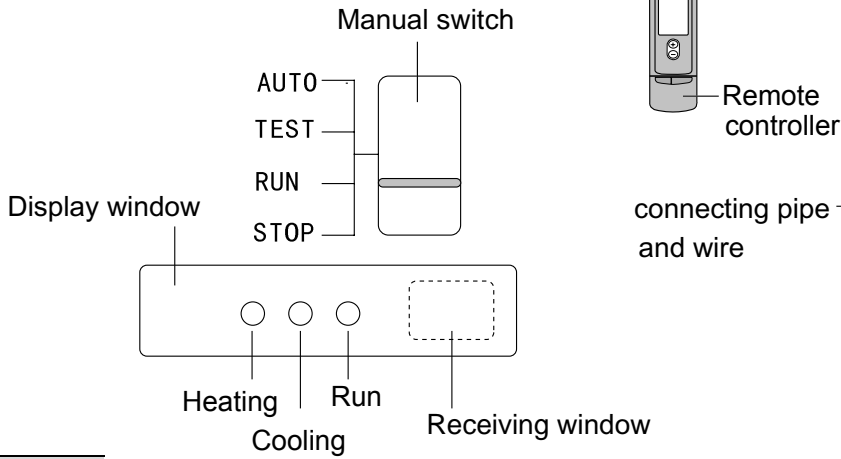 Manual switch
AUTO
TEST
RUN
STOP
Display window
Heating
Cooling
Run
Receiving window
Remote
controller
connecting pipe
and wire